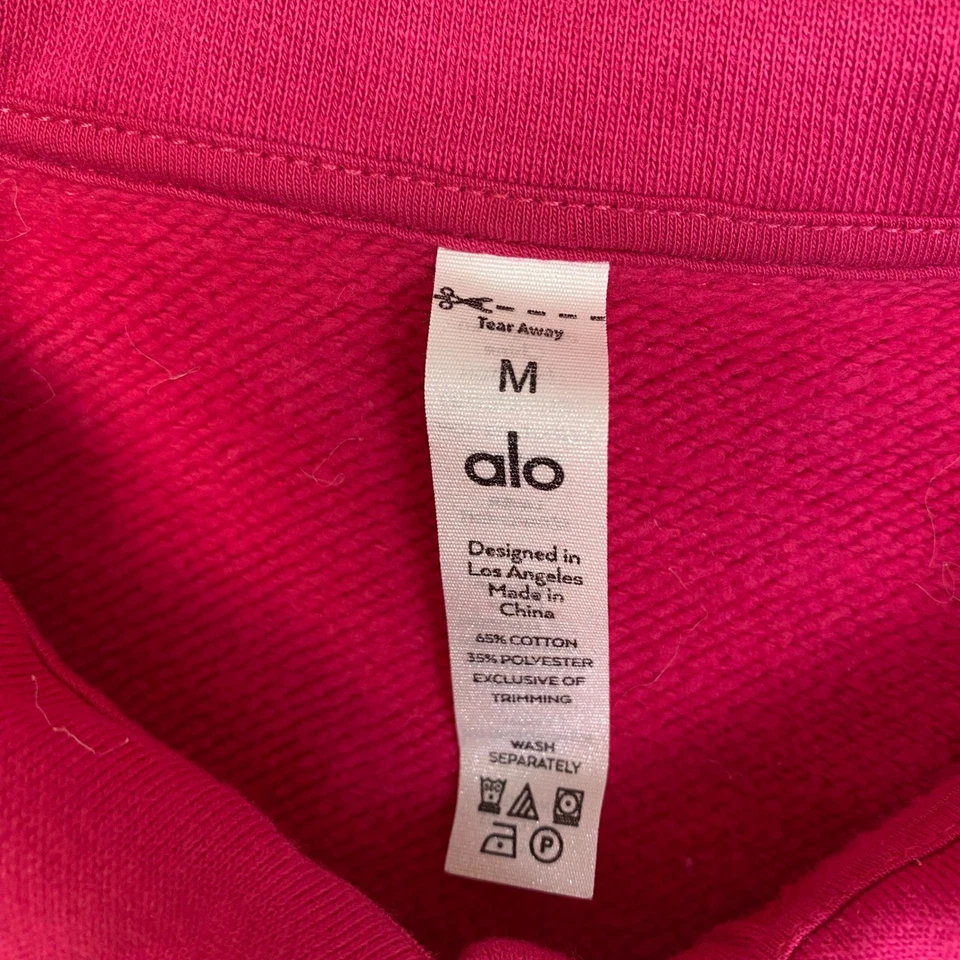 Tear Away
M
alo
Designed in
Los Angeles
Made in
China
65% COTTON
35% POLYESTER
EXCLUSIVE OF
TRIMMING
WASH
SEPARATELY
P